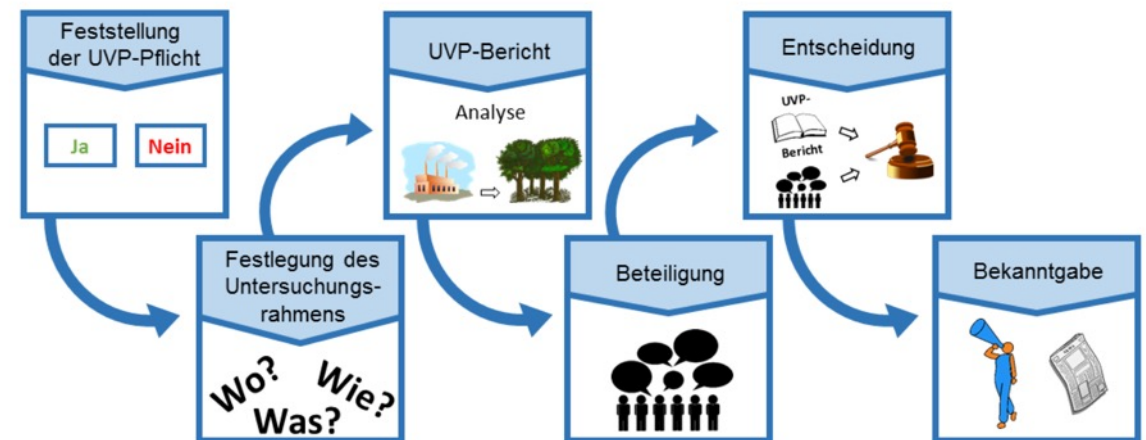 Feststellung
der UVP-Pflicht
Ja
Nein
Festlegung des
Untersuchungs-
rahmens
Wo?
Wie?
Was?
UVP-Bericht
Analyse
Beteiligung
Entscheidung
UVP-
Bericht
Bekanntgabe